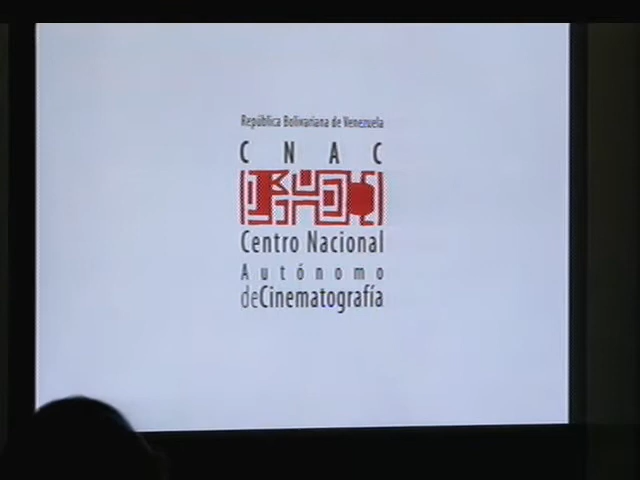 República Bolivariana de Venezuela
CNAC
Centro Nacional
Autónomo
deCinematografía